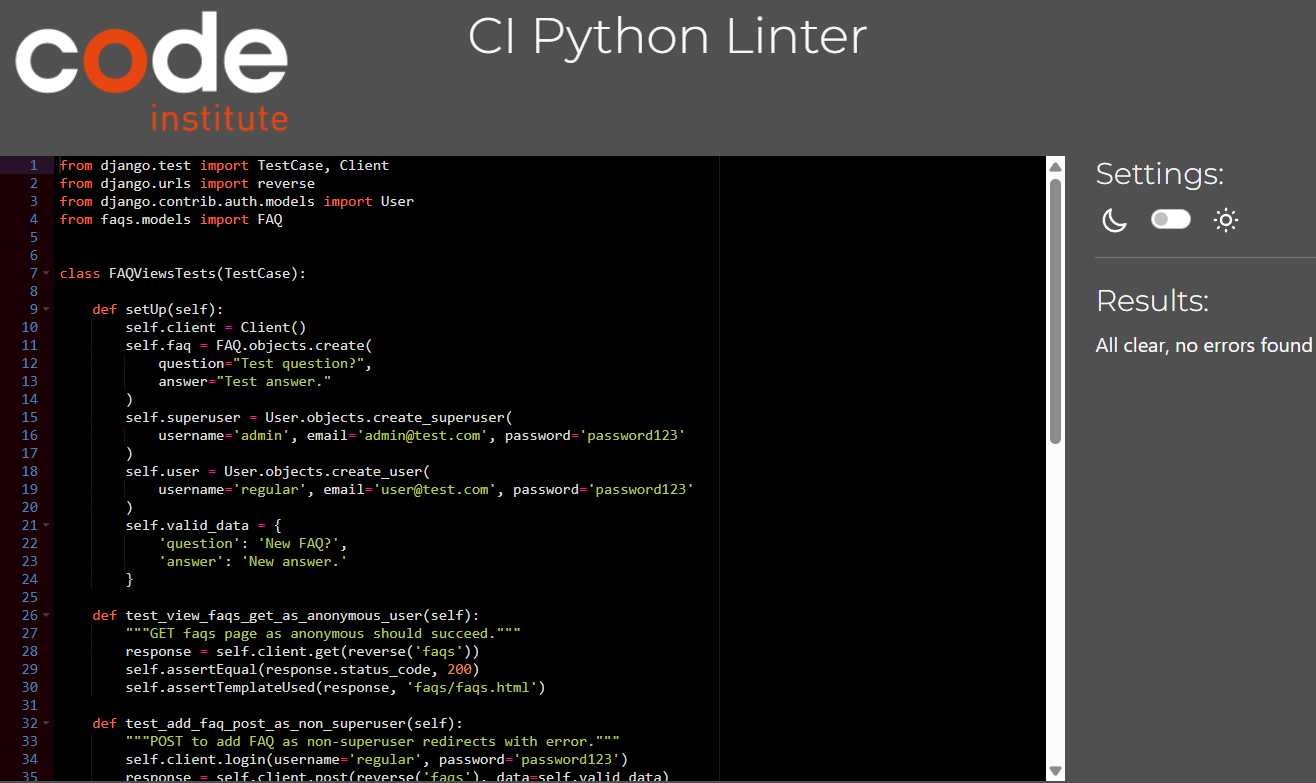 code
institute
CI Python Linter
1 from django.test import TestCase, Client
2 from django.urls import reverse
3 from django.contrib.auth.models import User
4 from faqs.models import FAQ
5
6
7 class FAQViewsTests(TestCase):
8
9     def setUp(self):
10         self.client = Client()
11         self.faq = FAQ.objects.create(
12             question="Test question?",
13             answer="Test answer."
14         )
15         self.superuser = User.objects.create_superuser(
16             username='admin', email='admin@test.com', password='password123'
17         )
18         self.user = User.objects.create_user(
19             username='regular', email='user@test.com', password='password123'
20         )
21         self.valid_data = {
22             'question': 'New FAQ?',
23             'answer': 'New answer.'
24         }
25
26     def test_view_faqs_get_as_anonymous_user(self):
27         """GET faqs page as anonymous should succeed."""
28         response = self.client.get(reverse('faqs'))
29         self.assertEqual(response.status_code, 200)
30         self.assertTemplateUsed(response, 'faqs/faqs.html')
31
32     def test_add_faq_post_as_non_superuser(self):
33         """POST to add FAQ as non-superuser redirects with error."""
34         self.client.login(username='regular', password='password123')
35         response = self.client.post(reverse('faqs'), data=self.valid_data)
Settings:
Results:
All clear, no errors found